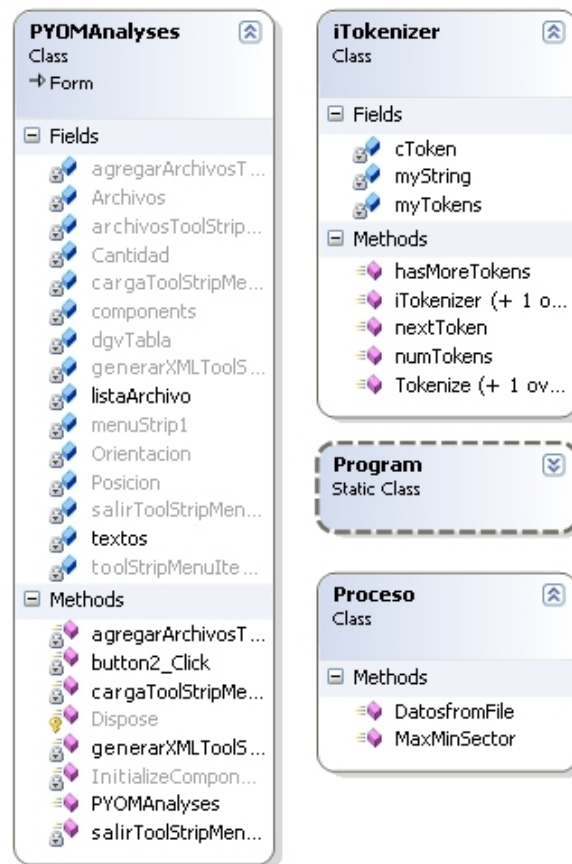 PYOMAnalyses
Class
Form
Fields
agregarArchivosT...
Archivos
archivosToolStrip...
Cantidad
cargaToolStripMe...
components
dgvTabla
generarXMLToolS...
listaArchivo
menuStrip1
Orientacion
Posicion
salirToolStripMen...
textos
toolStripMenuIte...
Methods
agregarArchivosT...
button2_Click
cargaToolStripMe...
Dispose
generarXMLToolS...
InitializeCompon...
PYOMAnalyses
salirToolStripMen...
iTokenizer
Class
Fields
cToken
myString
myTokens
Methods
hasMoreTokens
iTokenizer (+ 1 o...
nextToken
numTokens
Tokenize (+ 1 ov...
Program
Static Class
Proceso
Class
Methods
DatosfromFile
MaxMinSector